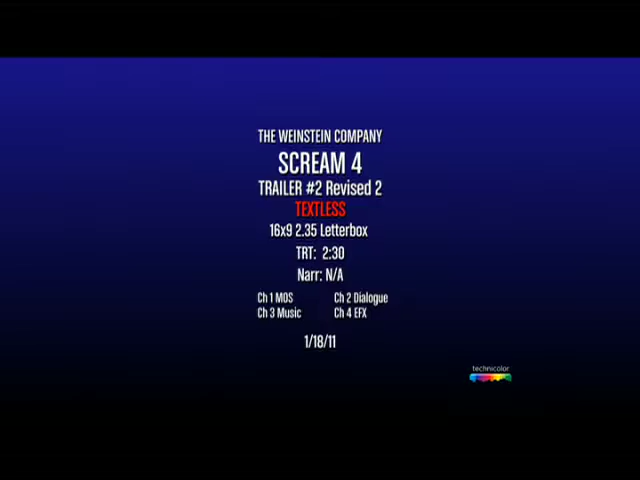 THE WEINSTEIN COMPANY
SCREAM 4
TRAILER #2 Revised 2
TEXTLESS
16x9 2.35 Letterbox
TRT: 2:30
Narr: N/A
Ch 1 MOS Ch 2 Dialogue
Ch 3 Music Ch 4 EFX
1/18/11
technicolor